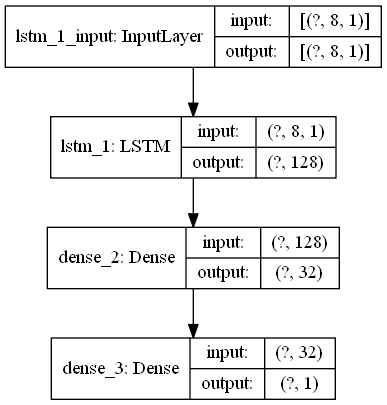 lstm_1_input: InputLayer
input:
[(?, 8, 1)]
output:
[(?, 8, 1)]
lstm_1: LSTM
input:
(?, 8, 1)
output:
(?, 128)
dense_2: Dense
input:
(?, 128)
output:
(?, 32)
dense_3: Dense
input:
(?, 32)
output:
(?, 1)